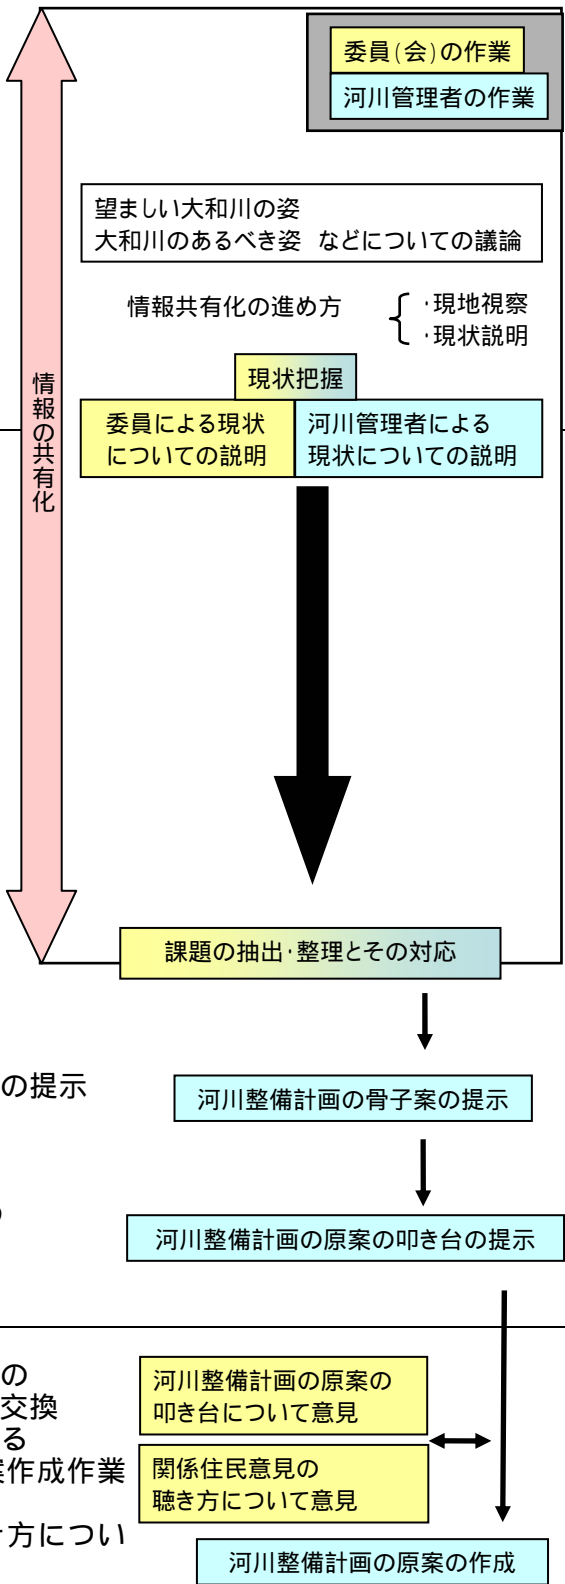 委員(会)の作業
河川管理者の作業
望ましい大和川の姿
大和川のあるべき姿 などについての議論
情報共有化の進め方
・現地視察
・現状説明
情報の共有化
現状把握
委員による現状
についての説明
河川管理者による
現状についての説明
課題の抽出・整理とその対応
の提示
河川整備計画の骨子案の提示
河川整備計画の原案の叩き台の提示
の
交換
る
案作成作業
方につい
河川整備計画の原案の
叩き台について意見
関係住民意見の
聴き方について意見
河川整備計画の原案の作成